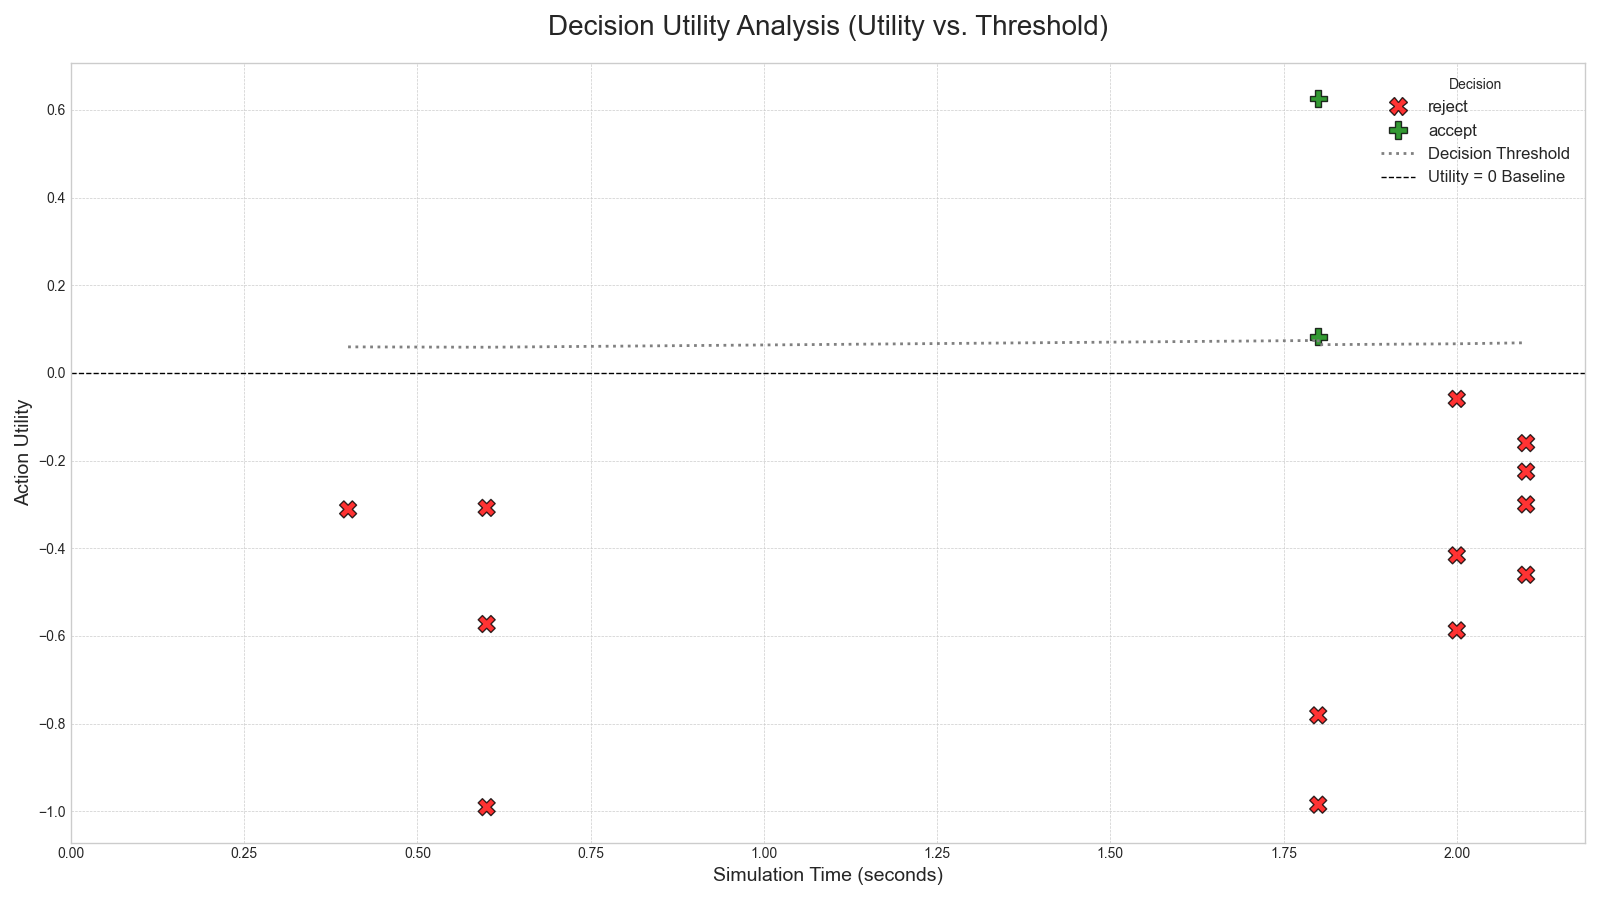 Decision Utility Analysis (Utility vs. Threshold)
Decision
reject
accept
Decision Threshold
Utility = 0 Baseline
Action Utility
0.6
0.4
0.2
0.0
−0.2
−0.4
−0.6
−0.8
−1.0
0.00 0.25 0.50 0.75 1.00 1.25 1.50 1.75 2.00
Simulation Time (seconds)